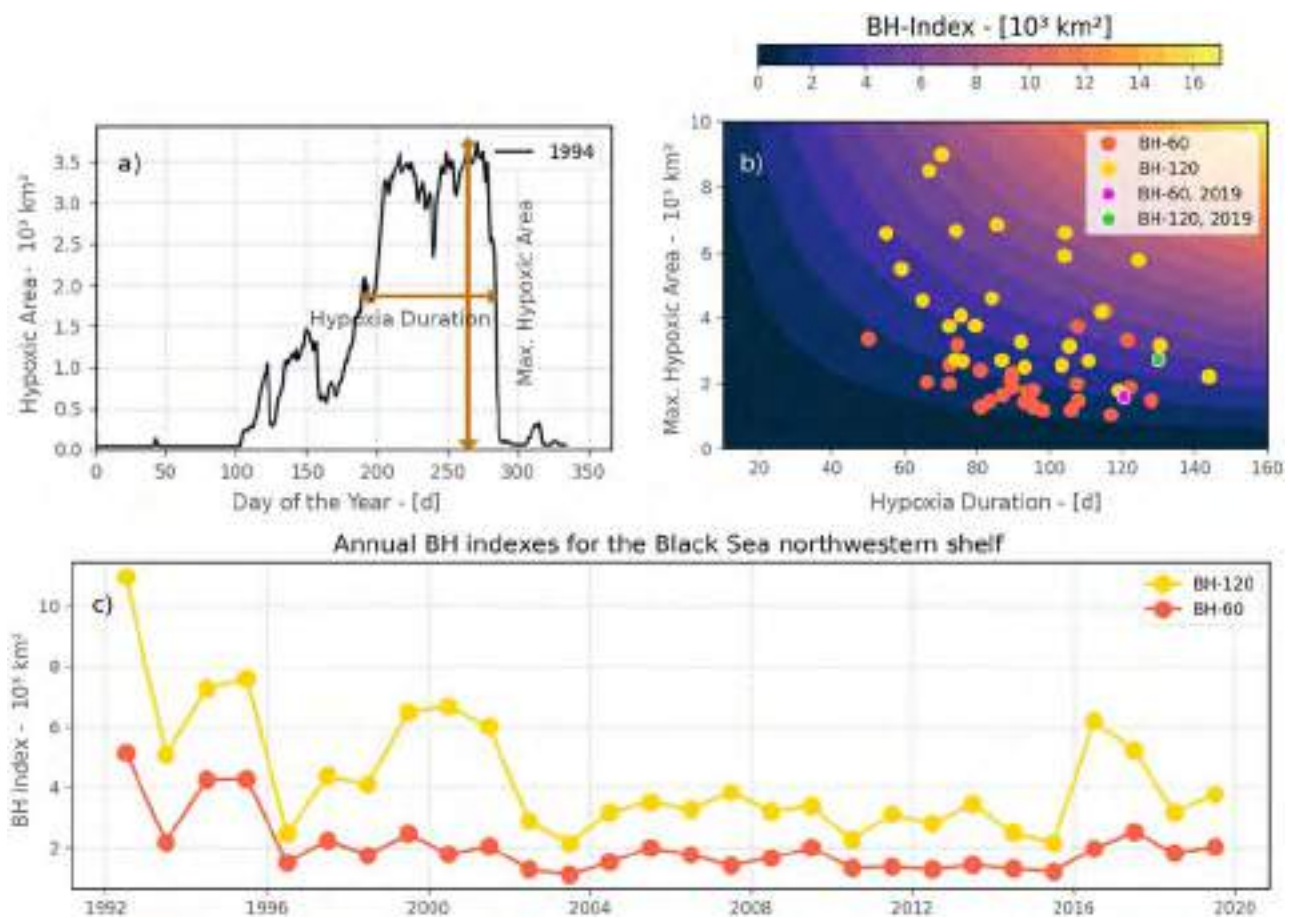 BH-Index - [10³ km²]
0 2 4 6 8 10 12 14 16
a)
1994
Hypoxic Area - 10³ km²
3.5
3.0
2.5
2.0
1.5
1.0
0.5
0.0
Hypoxia Duration
Max. Hypoxic Area
0 50 100 150 200 250 300 350
Day of the Year - [d]
b)
BH-60
BH-120
BH-60, 2019
BH-120, 2019
Max. Hypoxic Area - 10³ km²
10
8
6
4
2
0
20 40 60 80 100 120 140 160
Hypoxia Duration - [d]
Annual BH indexes for the Black Sea northwestern shelf
c)
BH-120
BH-60
BH index - 10³ km²
10
8
6
4
2
1992 1996 2000 2004 2008 2012 2016 2020